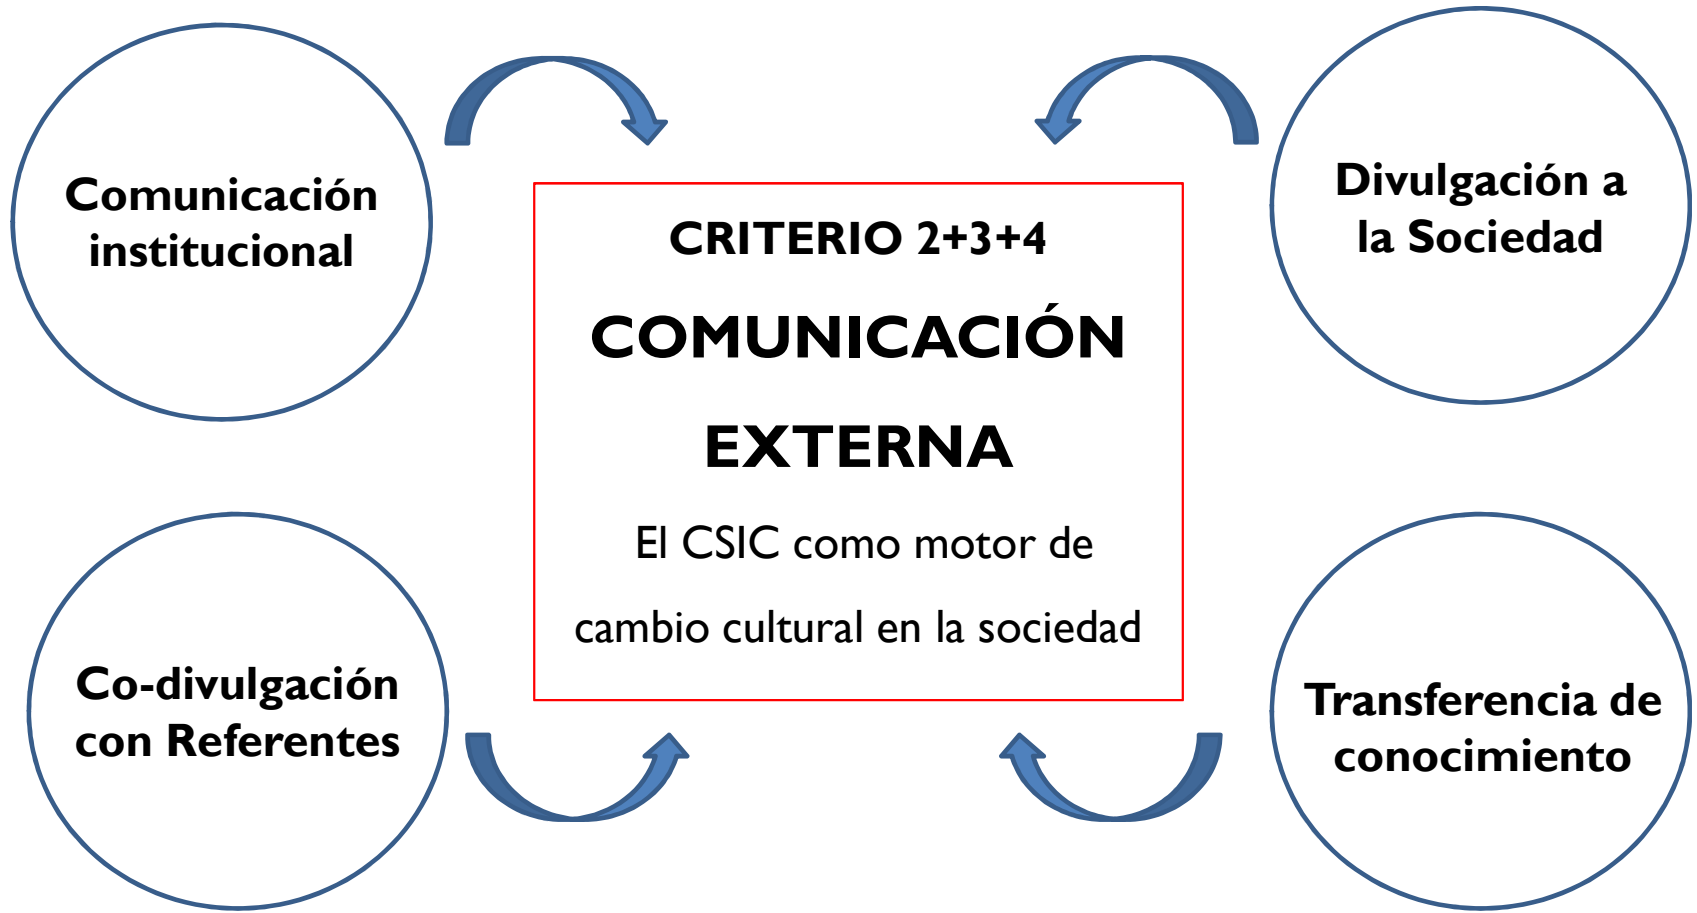 Comunicación
institucional
Divulgación a
la Sociedad
CRITERIO 2+3+4
COMUNICACIÓN
EXTERNA
El CSIC como motor de
cambio cultural en la sociedad
Co-divulgación
con Referentes
Transferencia de
conocimiento